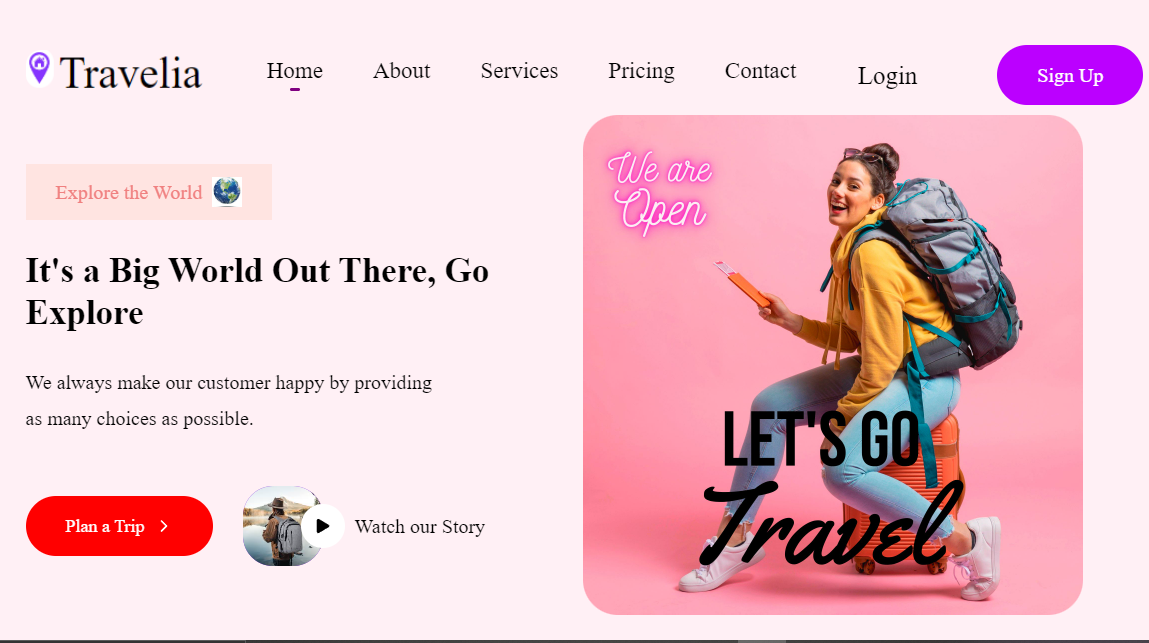 Travelia
Home
About
Services
Pricing
Contact
Login
Sign Up
Explore the World
It's a Big World Out There, Go
Explore
We always make our customer happy by providing
as many choices as possible.
Plan a Trip
Watch our Story
We are
Open
LET'S GO
Travel